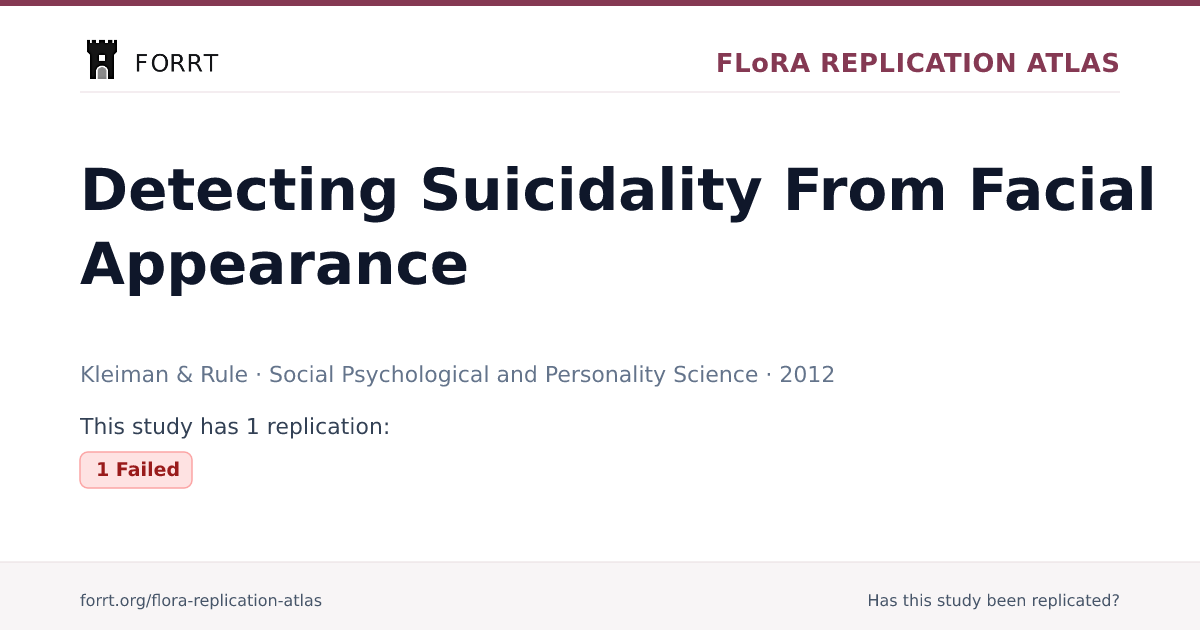 FORRT
FLoRA REPLICATION ATLAS
Detecting Suicidality From Facial
Appearance
Kleiman & Rule · Social Psychological and Personality Science · 2012
This study has 1 replication:
1 Failed
forrt.org/flora-replication-atlas
Has this study been replicated?